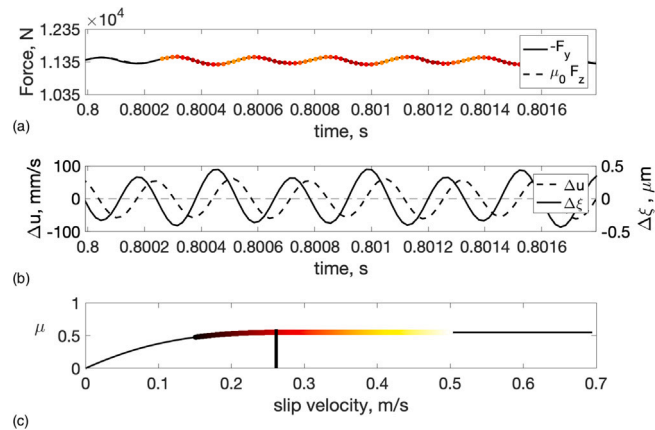 × 10⁴
Force, N
1.235
1.135
1.035
-F_y
μ₀ F_z
0.8 0.8002 0.8004 0.8006 0.8008 0.801 0.8012 0.8014 0.8016
(a)
time, s
Δu, mm/s
100
0
-100
Δu
Δξ
0.5
0
-0.5
Δξ , μm
0.8 0.8002 0.8004 0.8006 0.8008 0.801 0.8012 0.8014 0.8016
(b)
time, s
μ
1
0.5
0
0 0.1 0.2 0.3 0.4 0.5 0.6 0.7
slip velocity, m/s
(c)